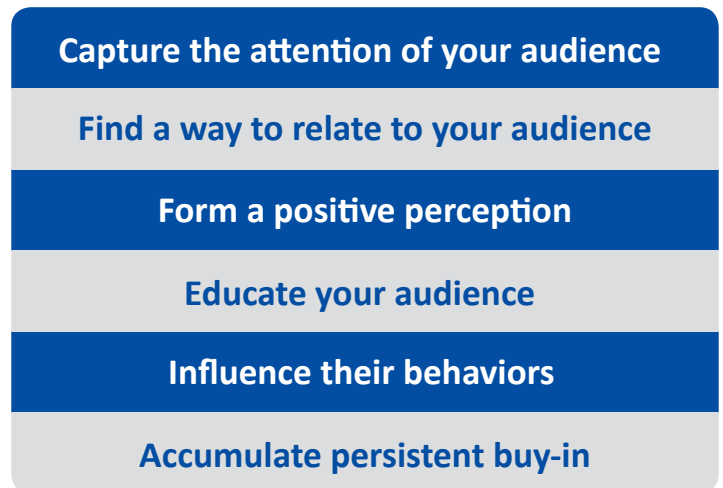 Capture the attention of your audience
Find a way to relate to your audience
Form a positive perception
Educate your audience
Influence their behaviors
Accumulate persistent buy-in